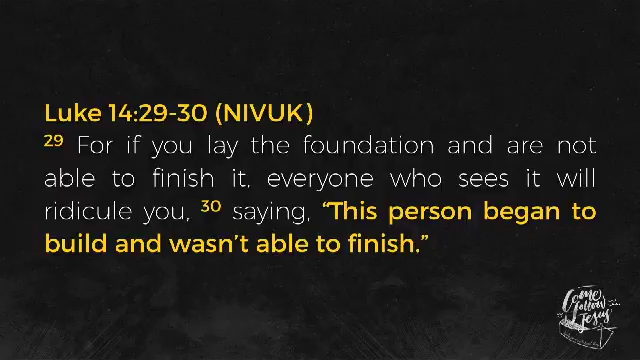 Luke 14:29-30 (NIVUK)
29 For if you lay the foundation and are not
able to finish it, everyone who sees it will
ridicule you, 30 saying, “This person began to
build and wasn’t able to finish.”
Come
follow
Jesus